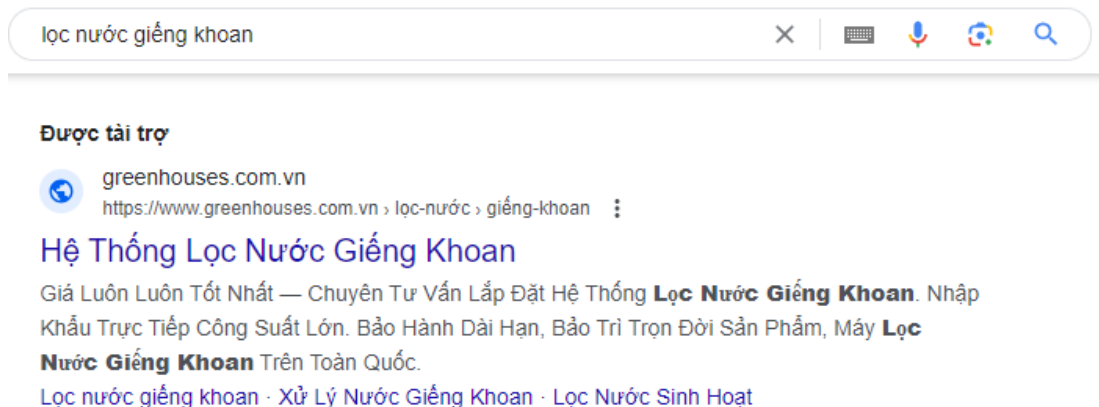 lọc nước giếng khoan
Được tài trợ
greenhouses.com.vn
https://www.greenhouses.com.vn › lọc-nước › giếng-khoan
Hệ Thống Lọc Nước Giếng Khoan
Giá Luôn Luôn Tốt Nhất — Chuyên Tư Vấn Lắp Đặt Hệ Thống Lọc Nước Giếng Khoan. Nhập
Khẩu Trực Tiếp Công Suất Lớn. Bảo Hành Dài Hạn, Bảo Trì Trọn Đời Sản Phẩm, Máy Lọc
Nước Giếng Khoan Trên Toàn Quốc.
Lọc nước giếng khoan · Xử Lý Nước Giếng Khoan · Lọc Nước Sinh Hoạt